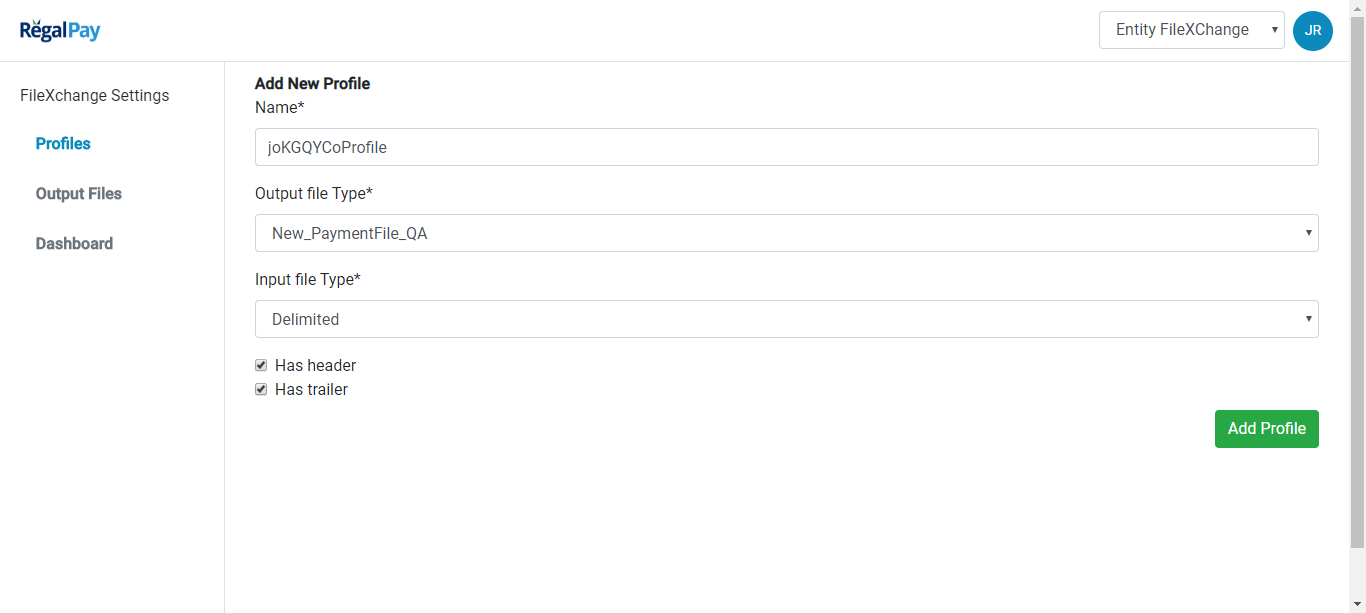 RegalPay
Entity FileXChange
JR
FileXchange Settings
Profiles
Output Files
Dashboard
Add New Profile
Name*
joKGQYCoProfile
Output file Type*
New_PaymentFile_QA
Input file Type*
Delimited
Has header
Has trailer
Add Profile